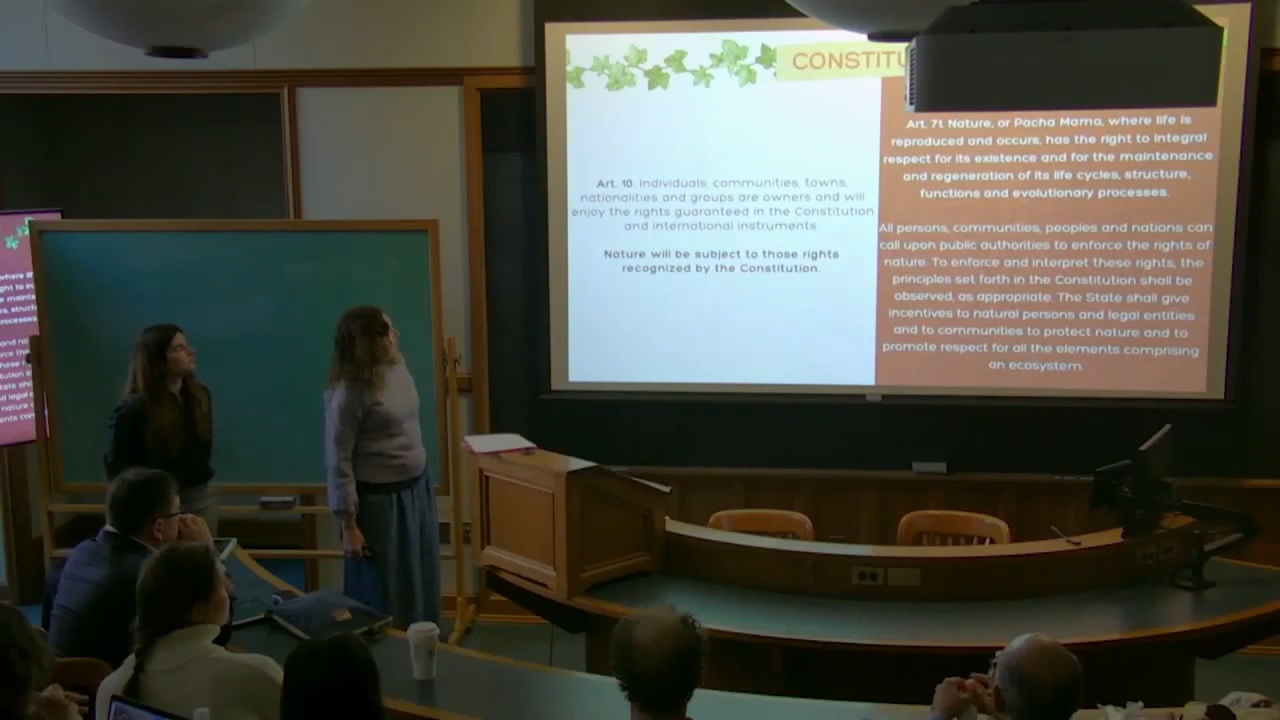 CONSTITU
Art. 10. Individuals, communities, towns,
nationalities and groups are owners and will
enjoy the rights guaranteed in the Constitution
and international instruments
Nature will be subject to those rights
recognized by the Constitution.
Art. 71. Nature, or Pacha Mama, where life is
reproduced and occurs, has the right to integral
respect for its existence and for the maintenance
and regeneration of its life cycles, structure,
functions and evolutionary processes.
All persons, communities, peoples and nations can
call upon public authorities to enforce the rights of
nature. To enforce and interpret these rights, the
principles set forth in the Constitution shall be
observed, as appropriate. The State shall give
incentives to natural persons and legal entities
and to communities to protect nature and to
promote respect for all the elements comprising
an ecosystem.